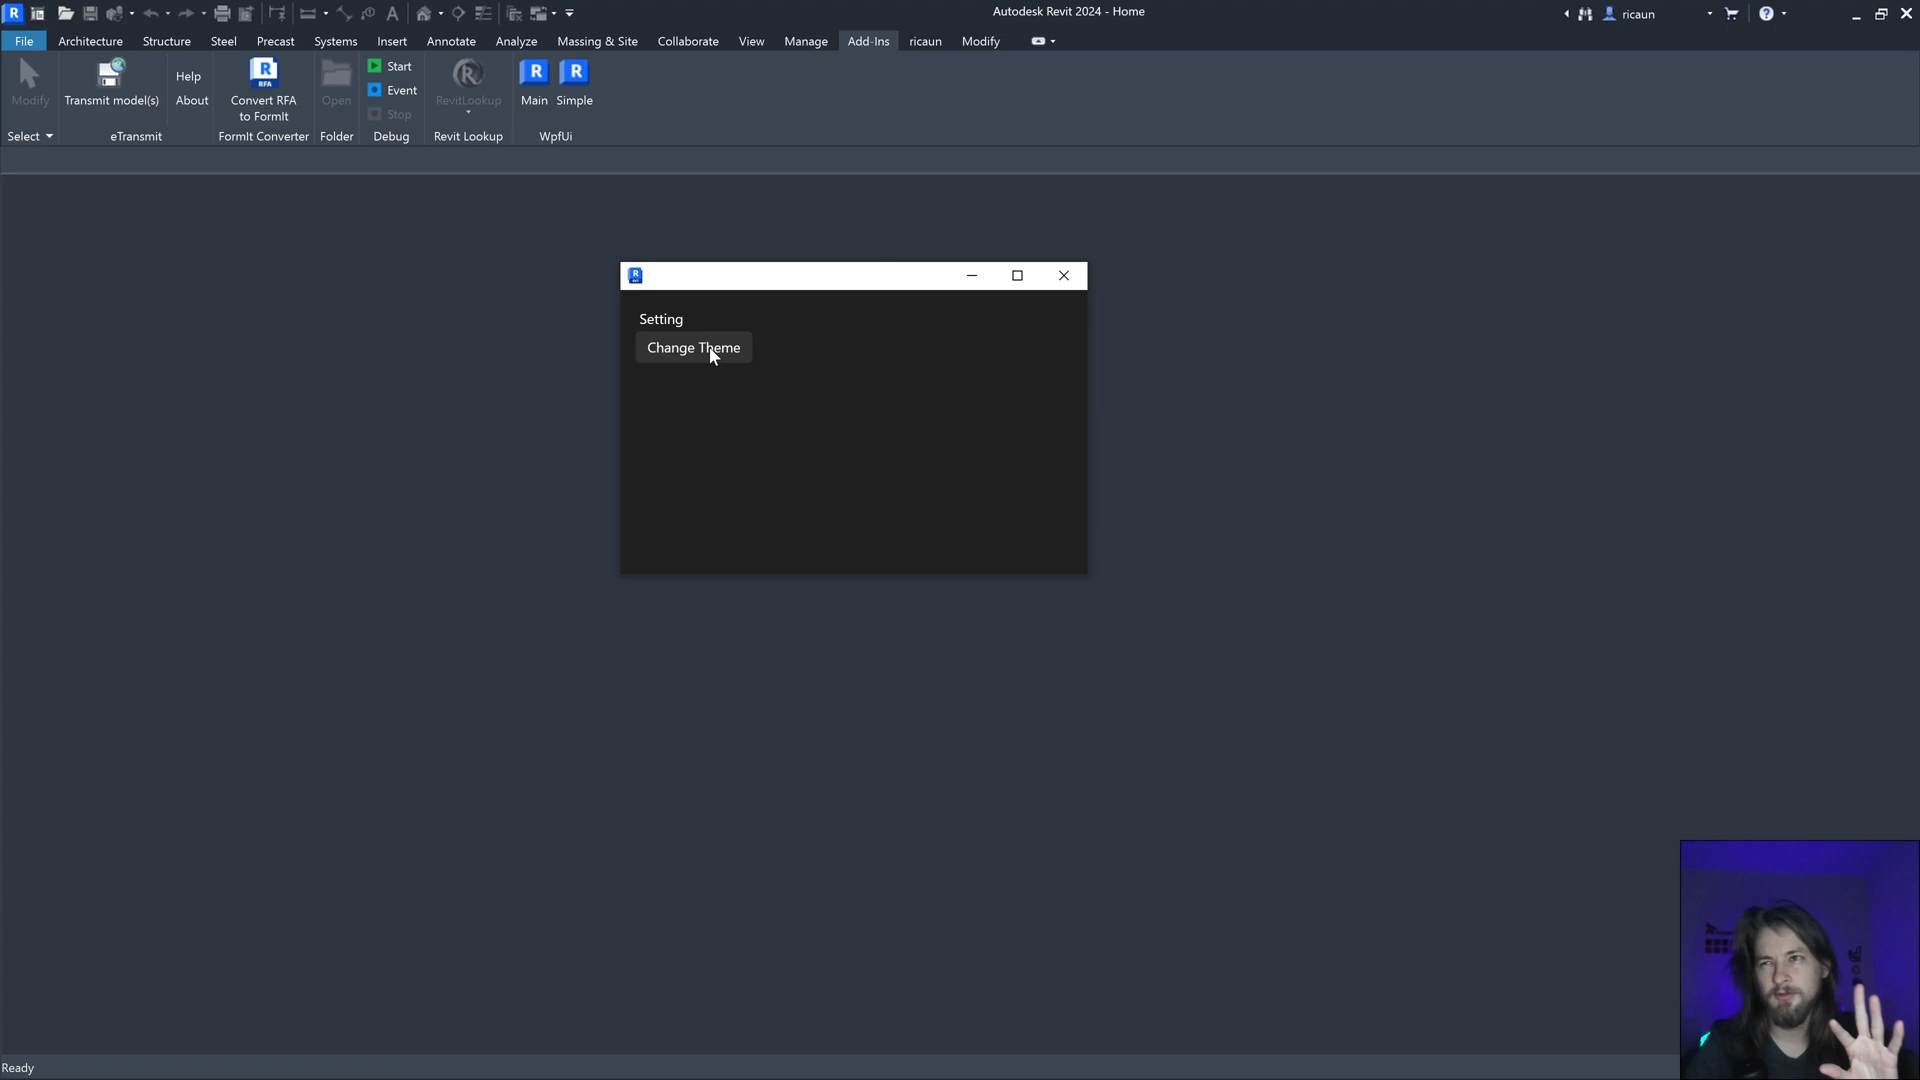 R
A
Autodesk Revit 2024 - Home
ricaun
?
File Architecture Structure Steel Precast Systems Insert Annotate Analyze Massing & Site Collaborate View Manage Add-Ins ricaun Modify
Modify
Select
Transmit model(s)
Help
About
eTransmit
R
RFA
Convert RFA
to FormIt
FormIt Converter
Open
Folder
Start
Event
Stop
Debug
RevitLookup
Revit Lookup
R R
Main Simple
WpfUi
R
Setting
Change Theme
Ready